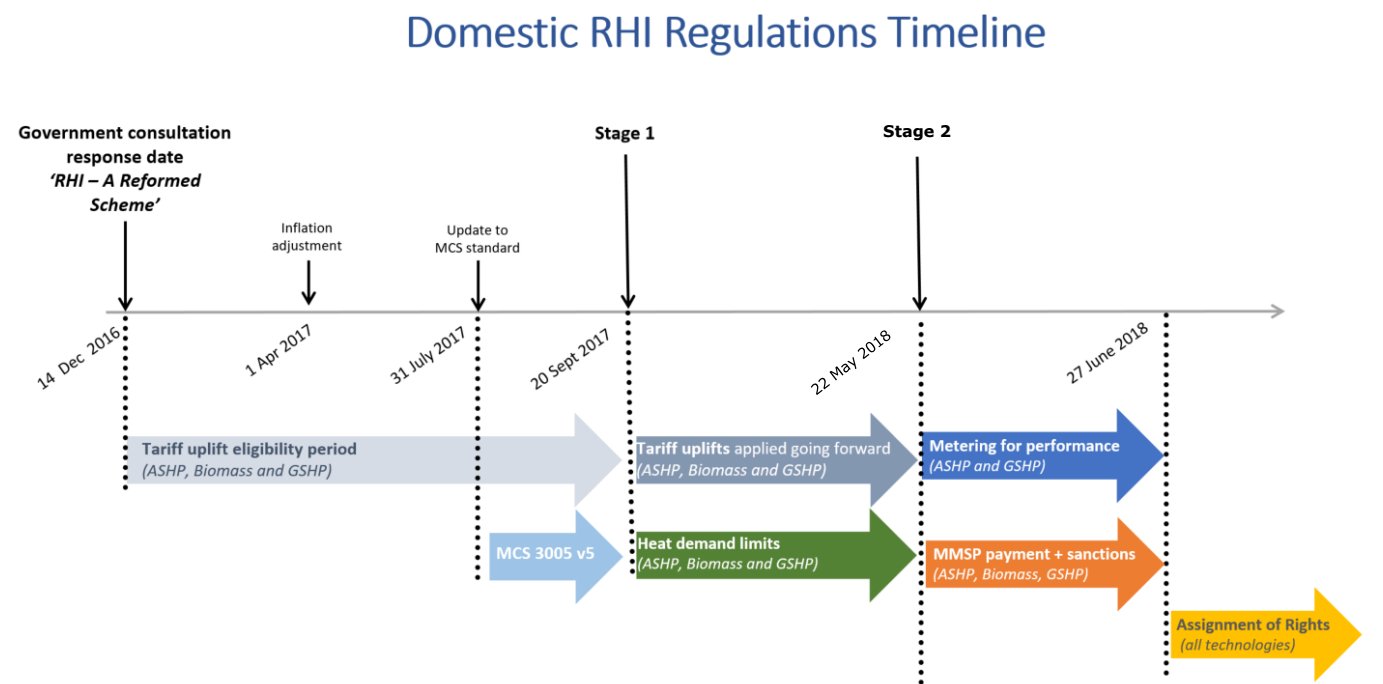 Domestic RHI Regulations Timeline
Government consultation
response date
‘RHI – A Reformed
Scheme’
Inflation
adjustment
Update to
MCS standard
Stage 1
Stage 2
14 Dec 2016
1 Apr 2017
31 July 2017
20 Sept 2017
22 May 2018
27 June 2018
Tariff uplift eligibility period
(ASHP, Biomass and GSHP)
Tariff uplifts applied going forward
(ASHP, Biomass and GSHP)
Metering for performance
(ASHP and GSHP)
MCS 3005 v5
Heat demand limits
(ASHP, Biomass and GSHP)
MMSP payment + sanctions
(ASHP, Biomass, GSHP)
Assignment of Rights
(all technologies)